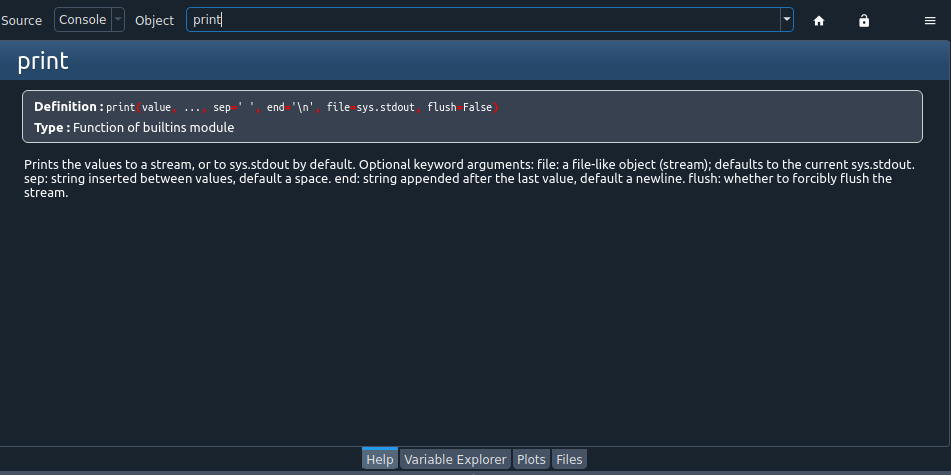 Source Console Object print
print
Definition : print(value, ..., sep=' ', end='\n', file=sys.stdout, flush=False)
Type : Function of builtins module
Prints the values to a stream, or to sys.stdout by default. Optional keyword arguments: file: a file-like object (stream); defaults to the current sys.stdout.
sep: string inserted between values, default a space. end: string appended after the last value, default a newline. flush: whether to forcibly flush the
stream.
Help Variable Explorer Plots Files